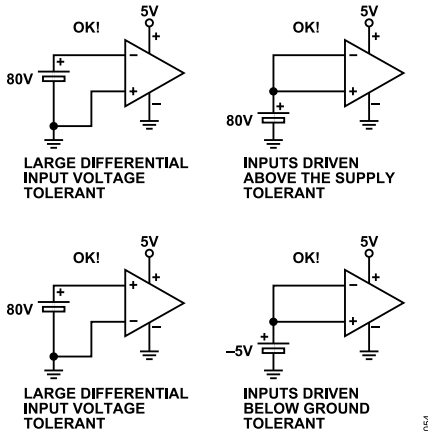 OK!
5V
+
+
−
+
−
80V
LARGE DIFFERENTIAL
INPUT VOLTAGE
TOLERANT
OK!
5V
+
−
+
+
−
80V
INPUTS DRIVEN
ABOVE THE SUPPLY
TOLERANT
OK!
5V
+
+
+
−
−
80V
LARGE DIFFERENTIAL
INPUT VOLTAGE
TOLERANT
OK!
5V
+
−
+
+
−
–5V
INPUTS DRIVEN
BELOW GROUND
TOLERANT
054